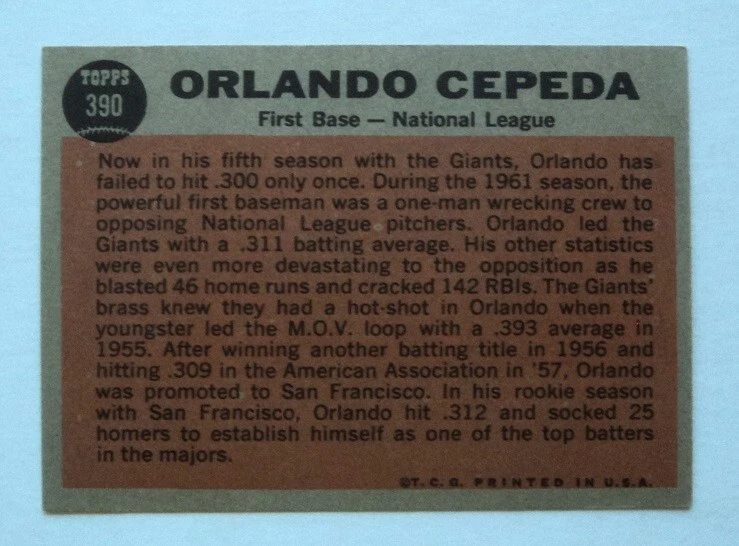 TOPPS
390
ORLANDO CEPEDA
First Base — National League
Now in his fifth season with the Giants, Orlando has
failed to hit .300 only once. During the 1961 season, the
powerful first baseman was a one-man wrecking crew to
opposing National League pitchers. Orlando led the
Giants with a .311 batting average. His other statistics
were even more devastating to the opposition as he
blasted 46 home runs and cracked 142 RBIs. The Giants'
brass knew they had a hot-shot in Orlando when the
youngster led the M.O.V. loop with a .393 average in
1955. After winning another batting title in 1956 and
hitting .309 in the American Association in '57, Orlando
was promoted to San Francisco. In his rookie season
with San Francisco, Orlando hit .312 and socked 25
homers to establish himself as one of the top batters
in the majors.
©T. C. G. PRINTED IN U.S.A.